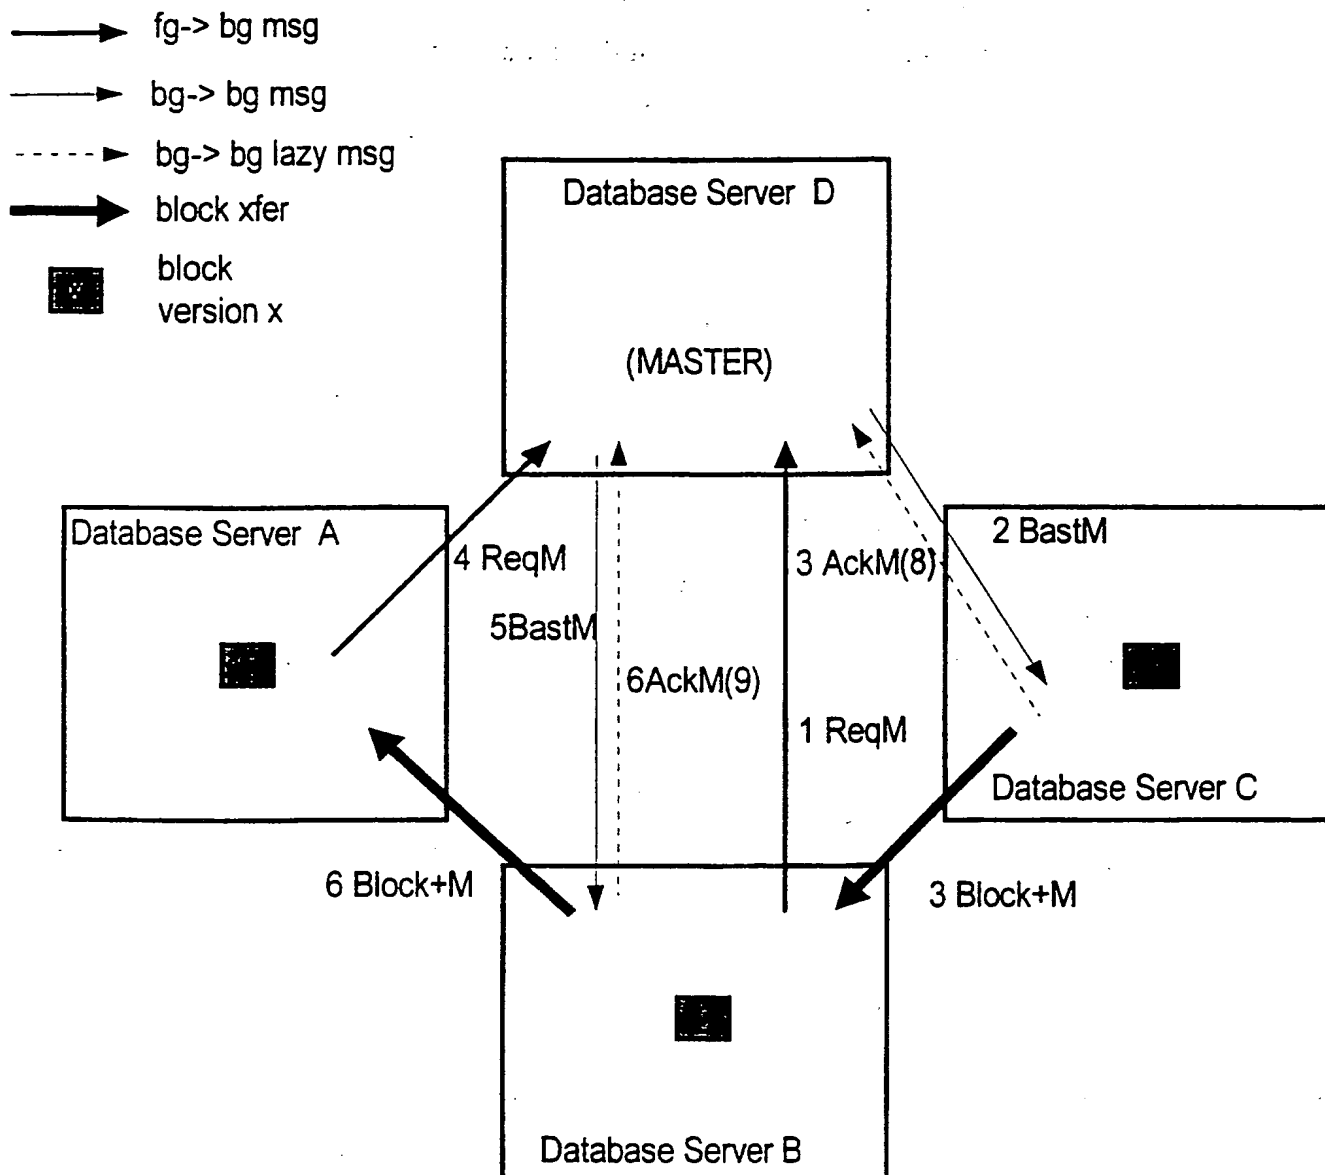 fg-> bg msg
bg-> bg msg
bg-> bg lazy msg
block xfer
block
version x
Database Server D
(MASTER)
Database Server A
4 ReqM
3 AckM(8)
2 BastM
5BastM
6AckM(9)
1 ReqM
Database Server C
6 Block+M
3 Block+M
Database Server B